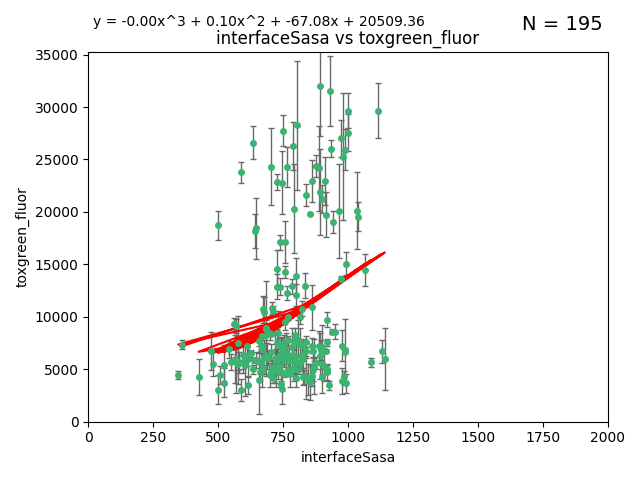 y = -0.00x^3 + 0.10x^2 + -67.08x + 20509.36
N = 195
interfaceSasa vs toxgreen_fluor
35000
30000
25000
20000
15000
10000
5000
0
toxgreen_fluor
0 250 500 750 1000 1250 1500 1750 2000
interfaceSasa